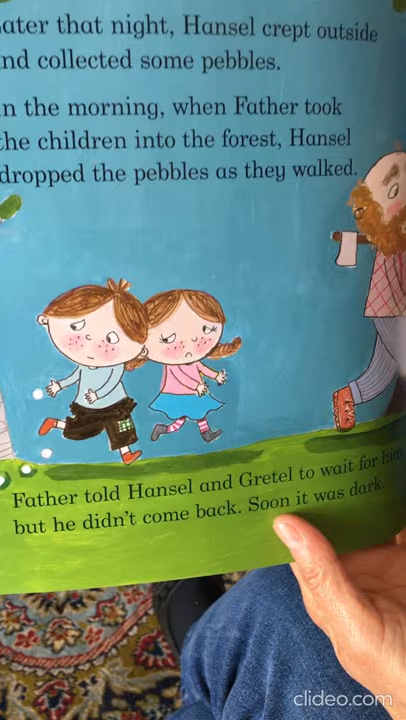 ater that night, Hansel crept outside
nd collected some pebbles.
n the morning, when Father took
the children into the forest, Hansel
dropped the pebbles as they walked.
Father told Hansel and Gretel to wait for him
but he didn't come back. Soon it was dark.
clideo.com